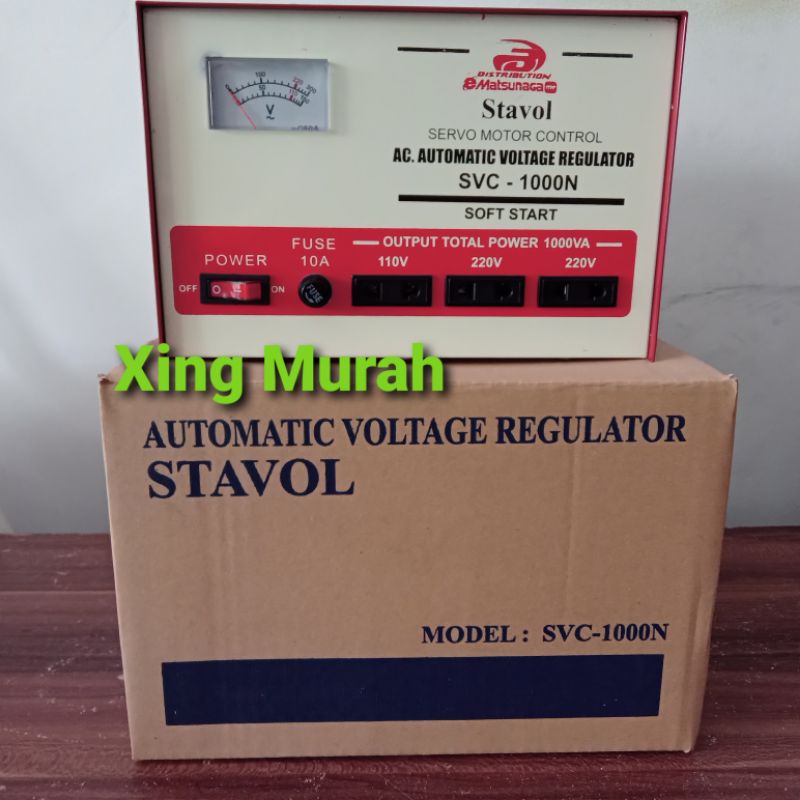 DISTRIBUTION
Matsunaga
Stavol
SERVO MOTOR CONTROL
AC. AUTOMATIC VOLTAGE REGULATOR
SVC - 1000N
SOFT START
V
POWER
OFF
ON
FUSE
10A
FUSE
OUTPUT TOTAL POWER 1000VA
110V 220V 220V
Xing Murah
AUTOMATIC VOLTAGE REGULATOR
STAVOL
MODEL : SVC-1000N